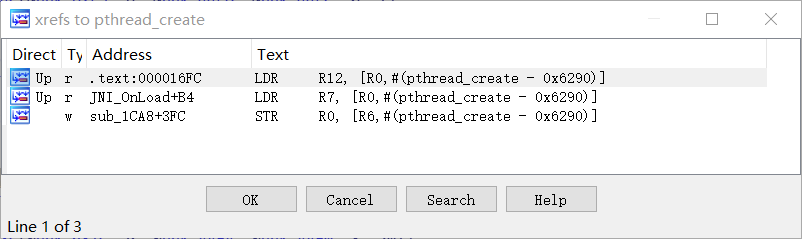 xrefs to pthread_create
Direct Ty Address Text
Up r .text:000016FC LDR R12, [R0,#(pthread_create - 0x6290)]
Up r JNI_OnLoad+B4 LDR R7, [R0,#(pthread_create - 0x6290)]
w sub_1CA8+3FC STR R0, [R6,#(pthread_create - 0x6290)]
OK Cancel Search Help
Line 1 of 3